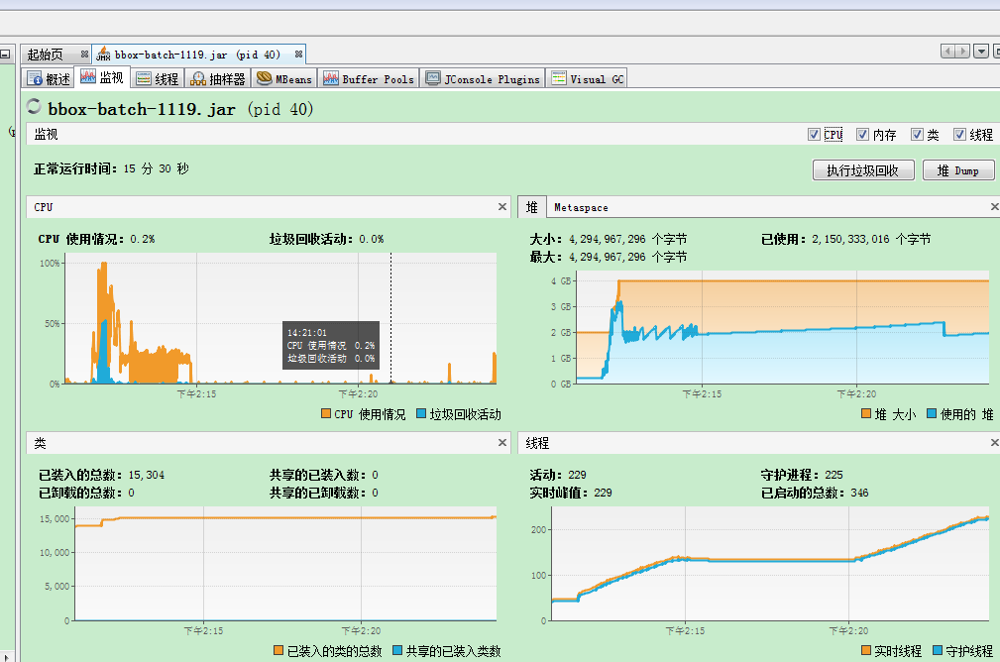 起始页
bbox-batch-1119.jar (pid 40)
概述 监视 线程 抽样器 MBeans Buffer Pools JConsole Plugins Visual GC
bbox-batch-1119.jar (pid 40)
监视
CPU 内存 类 线程
正常运行时间: 15 分 30 秒
执行垃圾回收 堆 Dump
CPU
CPU 使用情况: 0.2% 垃圾回收活动: 0.0%
100%
50%
0%
14:21:01
CPU 使用情况 0.2%
垃圾回收活动 0.0%
下午2:15 下午2:20
CPU 使用情况 垃圾回收活动
堆 Metaspace
大小: 4,294,967,296 个字节 已使用: 2,150,333,016 个字节
最大: 4,294,967,296 个字节
4 GB
3 GB
2 GB
1 GB
0 GB
下午2:15 下午2:20
堆 大小 使用的 堆
类
已装入的总数: 15,304 共享的已装入数: 0
已卸载的总数: 0 共享的已卸载数: 0
15,000
10,000
5,000
0
下午2:15 下午2:20
已装入的类的总数 共享的已装入类数
线程
活动: 229 守护进程: 225
实时峰值: 229 已启动的总数: 346
200
100
0
下午2:15 下午2:20
实时线程 守护线程